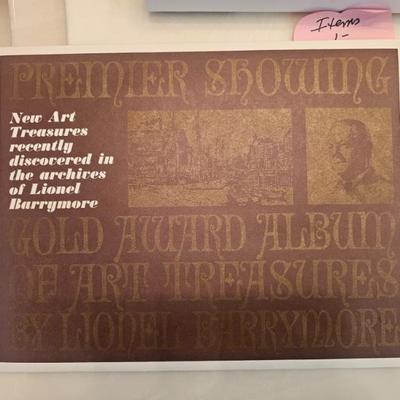 Items
1-
PREMIER SHOWING
New Art
Treasures
recently
discovered in
the archives
of Lionel
Barrymore
GOLD AWARD ALBUM
OF ART TREASURES
BY LIONEL BARRYMORE